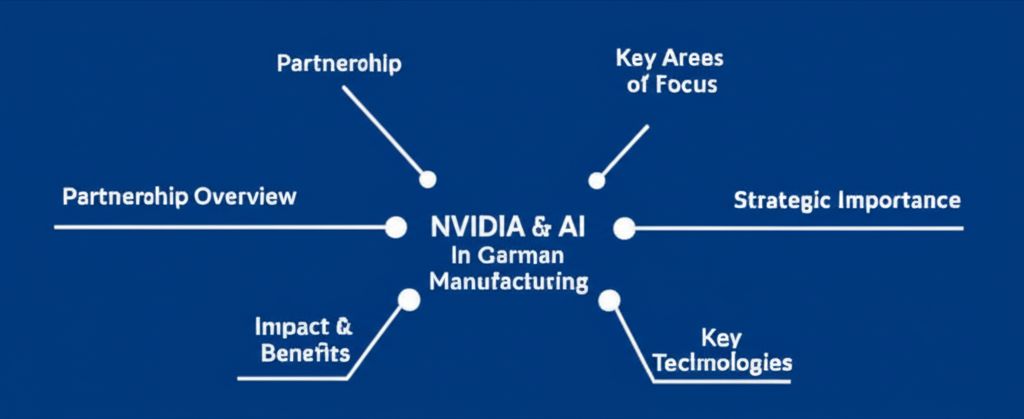 Partnerohip
Key Arees
of Focus
Partnerohip Overview
Strategic Importance
NVIDIA & AI
In Garman
Manufacturing
Impact &
Benefits
Key
Teclmologies